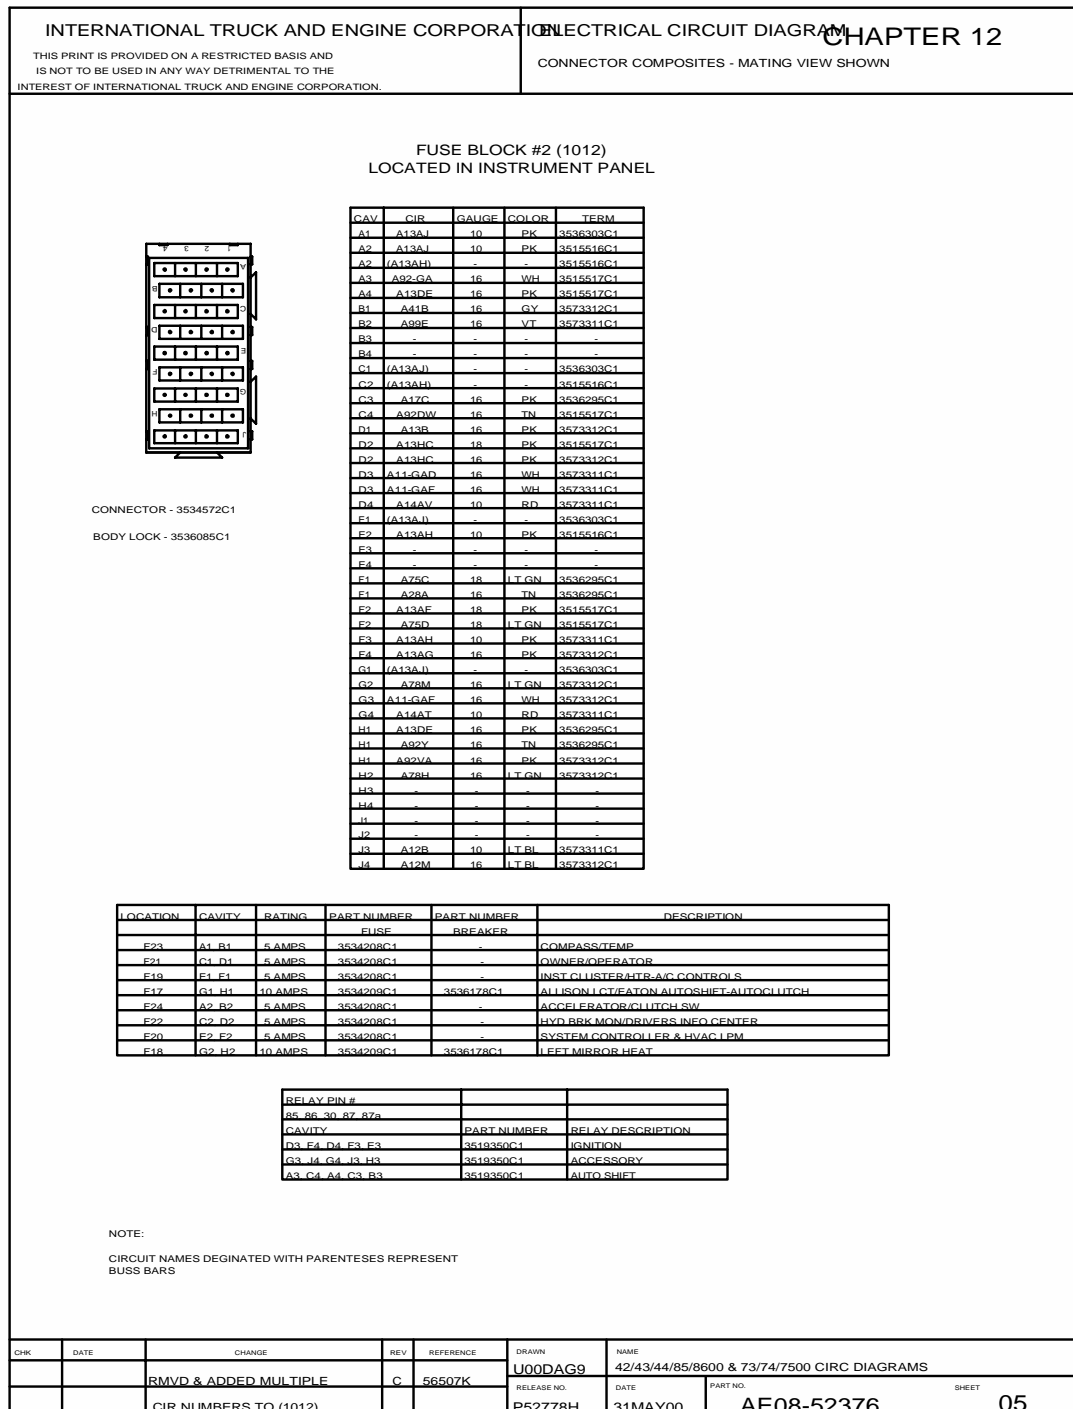 INTERNATIONAL TRUCK AND ENGINE CORPORATION
ELECTRICAL CIRCUIT DIAGRAM
CHAPTER 12
THIS PRINT IS PROVIDED ON A RESTRICTED BASIS AND
IS NOT TO BE USED IN ANY WAY DETRIMENTAL TO THE
INTEREST OF INTERNATIONAL TRUCK AND ENGINE CORPORATION.
CONNECTOR COMPOSITES - MATING VIEW SHOWN
FUSE BLOCK #2 (1012)
LOCATED IN INSTRUMENT PANEL
4 3 2 1
A
B
C
D
E
F
G
H
J
CONNECTOR - 3534572C1
BODY LOCK - 3536085C1
CAV CIR GAUGE COLOR TERM
A1 A13AJ 10 PK 3536303C1
A2 A13AJ 10 PK 3515516C1
A2 (A13AH) - - 3515516C1
A3 A92-GA 16 WH 3515517C1
A4 A13DE 16 PK 3515517C1
B1 A41B 16 GY 3573312C1
B2 A99E 16 VT 3573311C1
B3 - - - -
B4 - - - -
C1 (A13AJ) - - 3536303C1
C2 (A13AH) - - 3515516C1
C3 A17C 16 PK 3536295C1
C4 A92DW 16 TN 3515517C1
D1 A13B 16 PK 3573312C1
D2 A13HC 18 PK 3515517C1
D2 A13HC 16 PK 3573312C1
D3 A11-GAD 16 WH 3573311C1
D3 A11-GAE 16 WH 3573311C1
D4 A14AV 10 RD 3573311C1
E1 (A13AJ) - - 3536303C1
E2 A13AH 10 PK 3515516C1
E3 - - - -
E4 - - - -
F1 A75C 18 LT GN 3536295C1
F1 A28A 16 TN 3536295C1
F2 A13AF 18 PK 3515517C1
F2 A75D 18 LT GN 3515517C1
F3 A13AH 10 PK 3573311C1
F4 A13AG 16 PK 3573312C1
G1 (A13AJ) - - 3536303C1
G2 A78M 16 LT GN 3573312C1
G3 A11-GAF 16 WH 3573312C1
G4 A14AT 10 RD 3573311C1
H1 A13DF 16 PK 3536295C1
H1 A92Y 16 TN 3536295C1
H1 A92VA 16 PK 3573312C1
H2 A78H 16 LT GN 3573312C1
H3 - - - -
H4 - - - -
J1 - - - -
J2 - - - -
J3 A12B 10 LT BL 3573311C1
J4 A12M 16 LT BL 3573312C1
LOCATION CAVITY RATING PART NUMBER PART NUMBER DESCRIPTION
FUSE BREAKER
F23 A1, B1 5 AMPS 3534208C1 - COMPASS/TEMP
F21 C1, D1 5 AMPS 3534208C1 - OWNER/OPERATOR
F19 E1, F1 5 AMPS 3534208C1 - INST CLUSTER/HTR-A/C CONTROLS
F17 G1, H1 10 AMPS 3534209C1 3536178C1 ALLISON LCT/EATON AUTOSHIFT-AUTOCLUTCH
F24 A2, B2 5 AMPS 3534208C1 - ACCELERATOR/CLUTCH SW
F22 C2, D2 5 AMPS 3534208C1 - HYD BRK MON/DRIVERS INFO CENTER
F20 E2, F2 5 AMPS 3534208C1 - SYSTEM CONTROLLER & HVAC LPM
F18 G2, H2 10 AMPS 3534209C1 3536178C1 LEFT MIRROR HEAT
RELAY PIN #
85, 86, 30, 87, 87a
CAVITY PART NUMBER RELAY DESCRIPTION
D3, F4, D4, F3, E3 3519350C1 IGNITION
G3, J4, G4, J3, H3 3519350C1 ACCESSORY
A3, C4, A4, C3, B3 3519350C1 AUTO SHIFT
NOTE:
CIRCUIT NAMES DEGINATED WITH PARENTESES REPRESENT
BUSS BARS
CHK DATE CHANGE REV REFERENCE DRAWN NAME
U00DAG9 42/43/44/85/8600 & 73/74/7500 CIRC DIAGRAMS
RMVD & ADDED MULTIPLE C 56507K
RELEASE NO. DATE PART NO. SHEET
CIR NUMBERS TO (1012) P52778H 31MAY00 AE08-52376 05